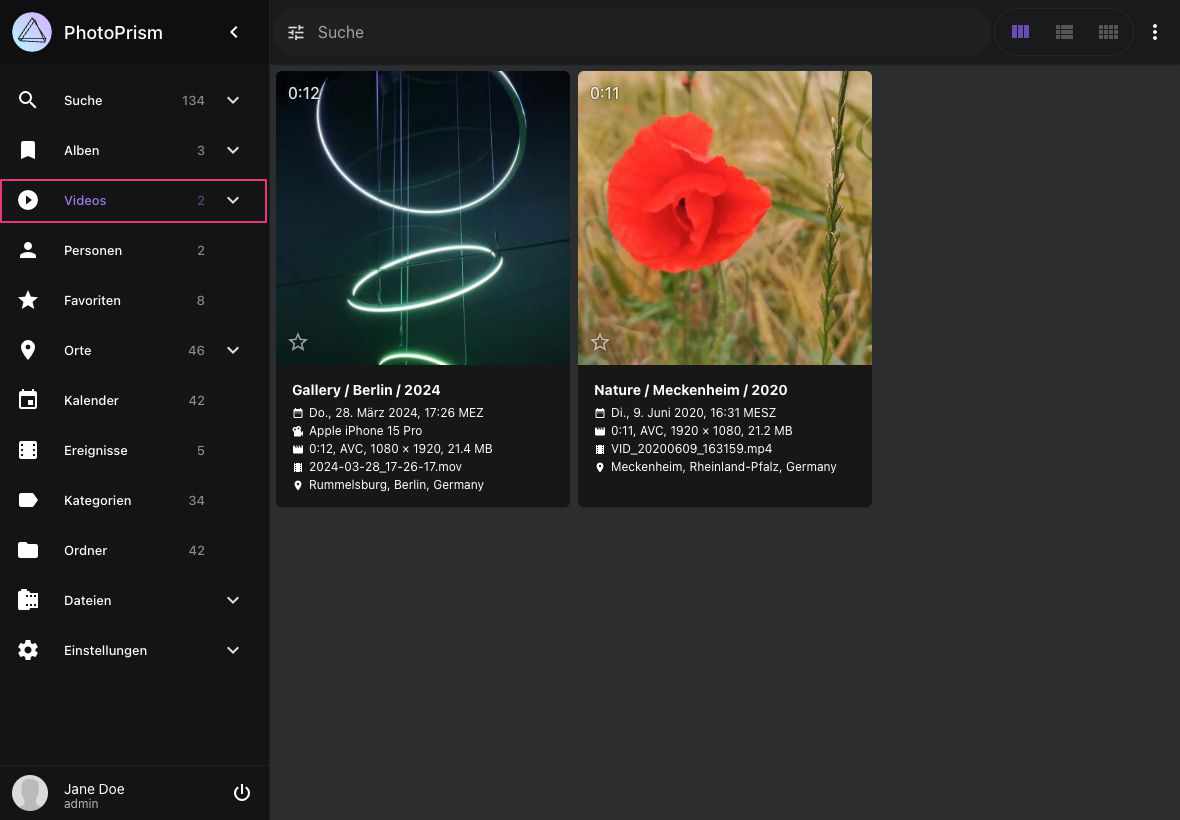 PhotoPrism
Suche
Suche 134
Alben 3
Videos 2
Personen 2
Favoriten 8
Orte 46
Kalender 42
Ereignisse 5
Kategorien 34
Ordner 42
Dateien
Einstellungen
Jane Doe
admin
0:12
Gallery / Berlin / 2024
Do., 28. März 2024, 17:26 MEZ
Apple iPhone 15 Pro
0:12, AVC, 1080 × 1920, 21.4 MB
2024-03-28_17-26-17.mov
Rummelsburg, Berlin, Germany
0:11
Nature / Meckenheim / 2020
Di., 9. Juni 2020, 16:31 MESZ
0:11, AVC, 1920 × 1080, 21.2 MB
VID_20200609_163159.mp4
Meckenheim, Rheinland-Pfalz, Germany